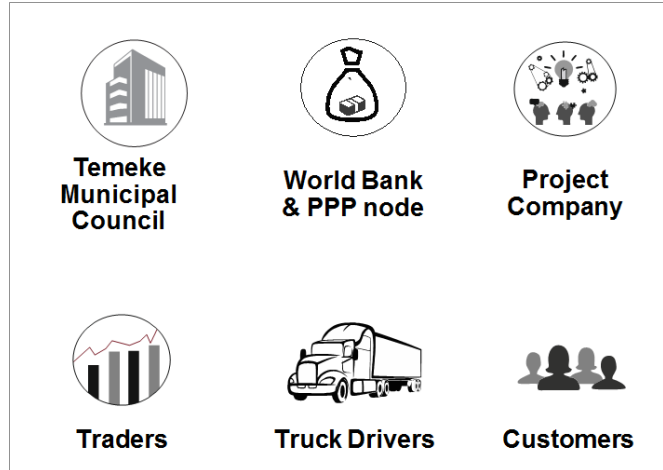 Temeke
Municipal
Council
World Bank
& PPP node
Project
Company
Traders
Truck Drivers
Customers